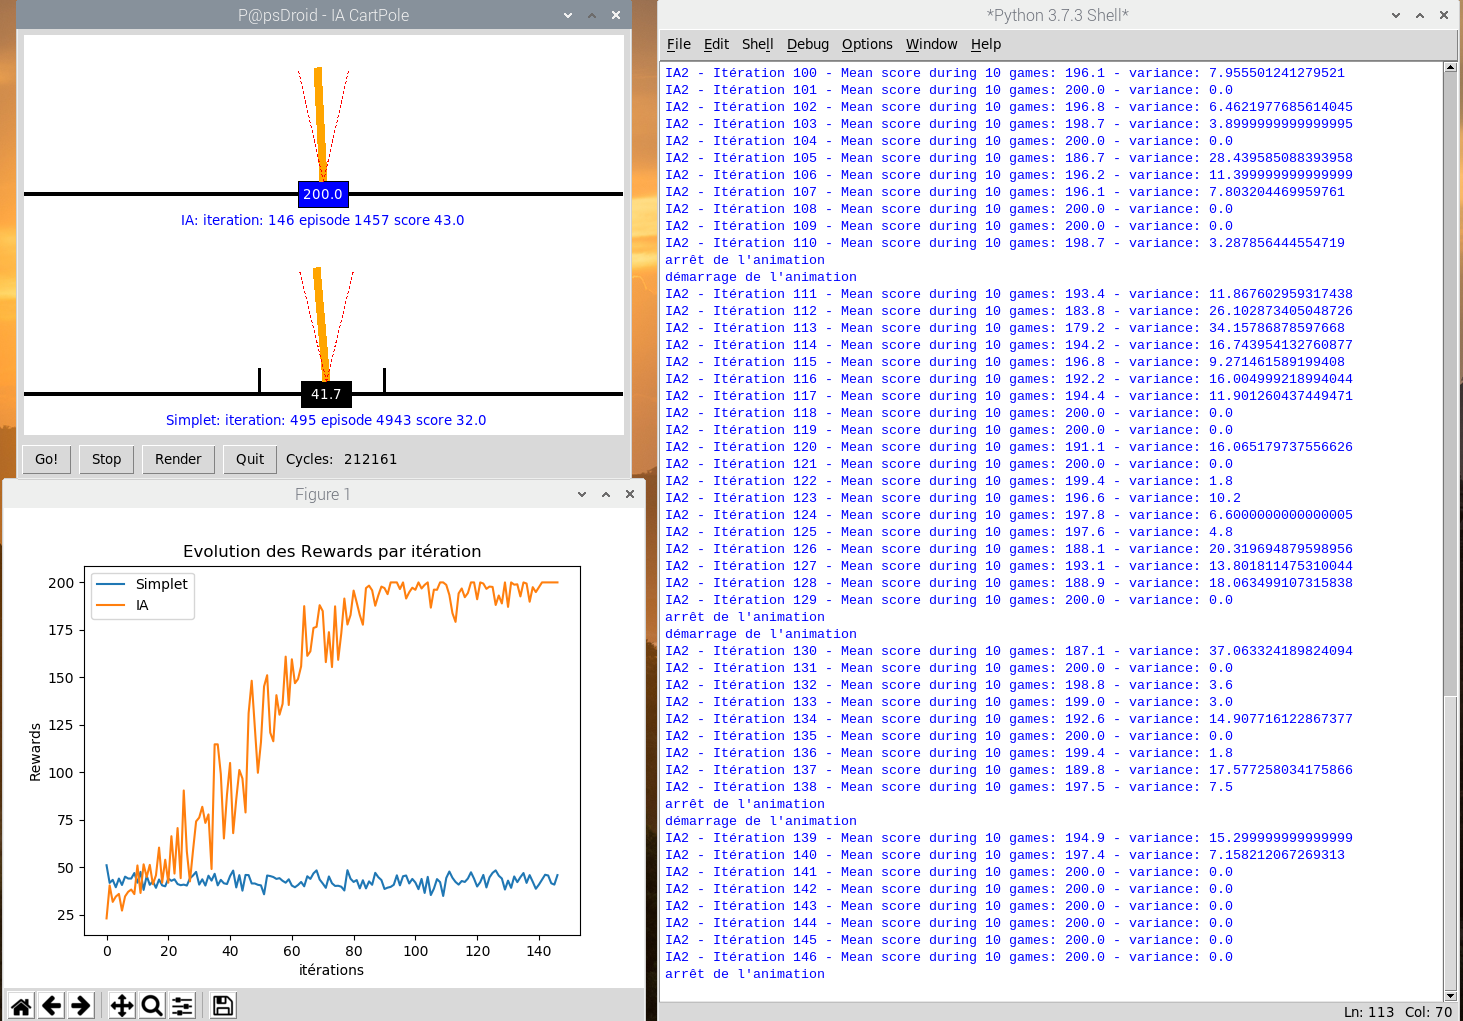 P@psDroid - IA CartPole
200.0
IA: iteration: 146 episode 1457 score 43.0
41.7
Simplet: iteration: 495 episode 4943 score 32.0
Go! Stop Render Quit Cycles: 212161
Figure 1
Evolution des Rewards par itération
Simplet
IA
Rewards
200
175
150
125
100
75
50
25
0 20 40 60 80 100 120 140
itérations
*Python 3.7.3 Shell*
File Edit Shell Debug Options Window Help
IA2 - Itération 100 - Mean score during 10 games: 196.1 - variance: 7.955501241279521
IA2 - Itération 101 - Mean score during 10 games: 200.0 - variance: 0.0
IA2 - Itération 102 - Mean score during 10 games: 196.8 - variance: 6.4621977685614045
IA2 - Itération 103 - Mean score during 10 games: 198.7 - variance: 3.8999999999999995
IA2 - Itération 104 - Mean score during 10 games: 200.0 - variance: 0.0
IA2 - Itération 105 - Mean score during 10 games: 186.7 - variance: 28.439585088393958
IA2 - Itération 106 - Mean score during 10 games: 196.2 - variance: 11.399999999999999
IA2 - Itération 107 - Mean score during 10 games: 196.1 - variance: 7.803204469959761
IA2 - Itération 108 - Mean score during 10 games: 200.0 - variance: 0.0
IA2 - Itération 109 - Mean score during 10 games: 200.0 - variance: 0.0
IA2 - Itération 110 - Mean score during 10 games: 198.7 - variance: 3.287856444554719
arrêt de l'animation
démarrage de l'animation
IA2 - Itération 111 - Mean score during 10 games: 193.4 - variance: 11.867602959317438
IA2 - Itération 112 - Mean score during 10 games: 183.8 - variance: 26.102873405048726
IA2 - Itération 113 - Mean score during 10 games: 179.2 - variance: 34.15786878597668
IA2 - Itération 114 - Mean score during 10 games: 194.2 - variance: 16.743954132760877
IA2 - Itération 115 - Mean score during 10 games: 196.8 - variance: 9.271461589199408
IA2 - Itération 116 - Mean score during 10 games: 192.2 - variance: 16.004999218994044
IA2 - Itération 117 - Mean score during 10 games: 194.4 - variance: 11.901260437449471
IA2 - Itération 118 - Mean score during 10 games: 200.0 - variance: 0.0
IA2 - Itération 119 - Mean score during 10 games: 200.0 - variance: 0.0
IA2 - Itération 120 - Mean score during 10 games: 191.1 - variance: 16.065179737556626
IA2 - Itération 121 - Mean score during 10 games: 200.0 - variance: 0.0
IA2 - Itération 122 - Mean score during 10 games: 199.4 - variance: 1.8
IA2 - Itération 123 - Mean score during 10 games: 196.6 - variance: 10.2
IA2 - Itération 124 - Mean score during 10 games: 197.8 - variance: 6.6000000000000005
IA2 - Itération 125 - Mean score during 10 games: 197.6 - variance: 4.8
IA2 - Itération 126 - Mean score during 10 games: 188.1 - variance: 20.319694879598956
IA2 - Itération 127 - Mean score during 10 games: 193.1 - variance: 13.801811475310044
IA2 - Itération 128 - Mean score during 10 games: 188.9 - variance: 18.063499107315838
IA2 - Itération 129 - Mean score during 10 games: 200.0 - variance: 0.0
arrêt de l'animation
démarrage de l'animation
IA2 - Itération 130 - Mean score during 10 games: 187.1 - variance: 37.063324189824094
IA2 - Itération 131 - Mean score during 10 games: 200.0 - variance: 0.0
IA2 - Itération 132 - Mean score during 10 games: 198.8 - variance: 3.6
IA2 - Itération 133 - Mean score during 10 games: 199.0 - variance: 3.0
IA2 - Itération 134 - Mean score during 10 games: 192.6 - variance: 14.907716122867377
IA2 - Itération 135 - Mean score during 10 games: 200.0 - variance: 0.0
IA2 - Itération 136 - Mean score during 10 games: 199.4 - variance: 1.8
IA2 - Itération 137 - Mean score during 10 games: 189.8 - variance: 17.577258034175866
IA2 - Itération 138 - Mean score during 10 games: 197.5 - variance: 7.5
arrêt de l'animation
démarrage de l'animation
IA2 - Itération 139 - Mean score during 10 games: 194.9 - variance: 15.299999999999999
IA2 - Itération 140 - Mean score during 10 games: 197.4 - variance: 7.158212067269313
IA2 - Itération 141 - Mean score during 10 games: 200.0 - variance: 0.0
IA2 - Itération 142 - Mean score during 10 games: 200.0 - variance: 0.0
IA2 - Itération 143 - Mean score during 10 games: 200.0 - variance: 0.0
IA2 - Itération 144 - Mean score during 10 games: 200.0 - variance: 0.0
IA2 - Itération 145 - Mean score during 10 games: 200.0 - variance: 0.0
IA2 - Itération 146 - Mean score during 10 games: 200.0 - variance: 0.0
arrêt de l'animation
Ln: 113 Col: 70